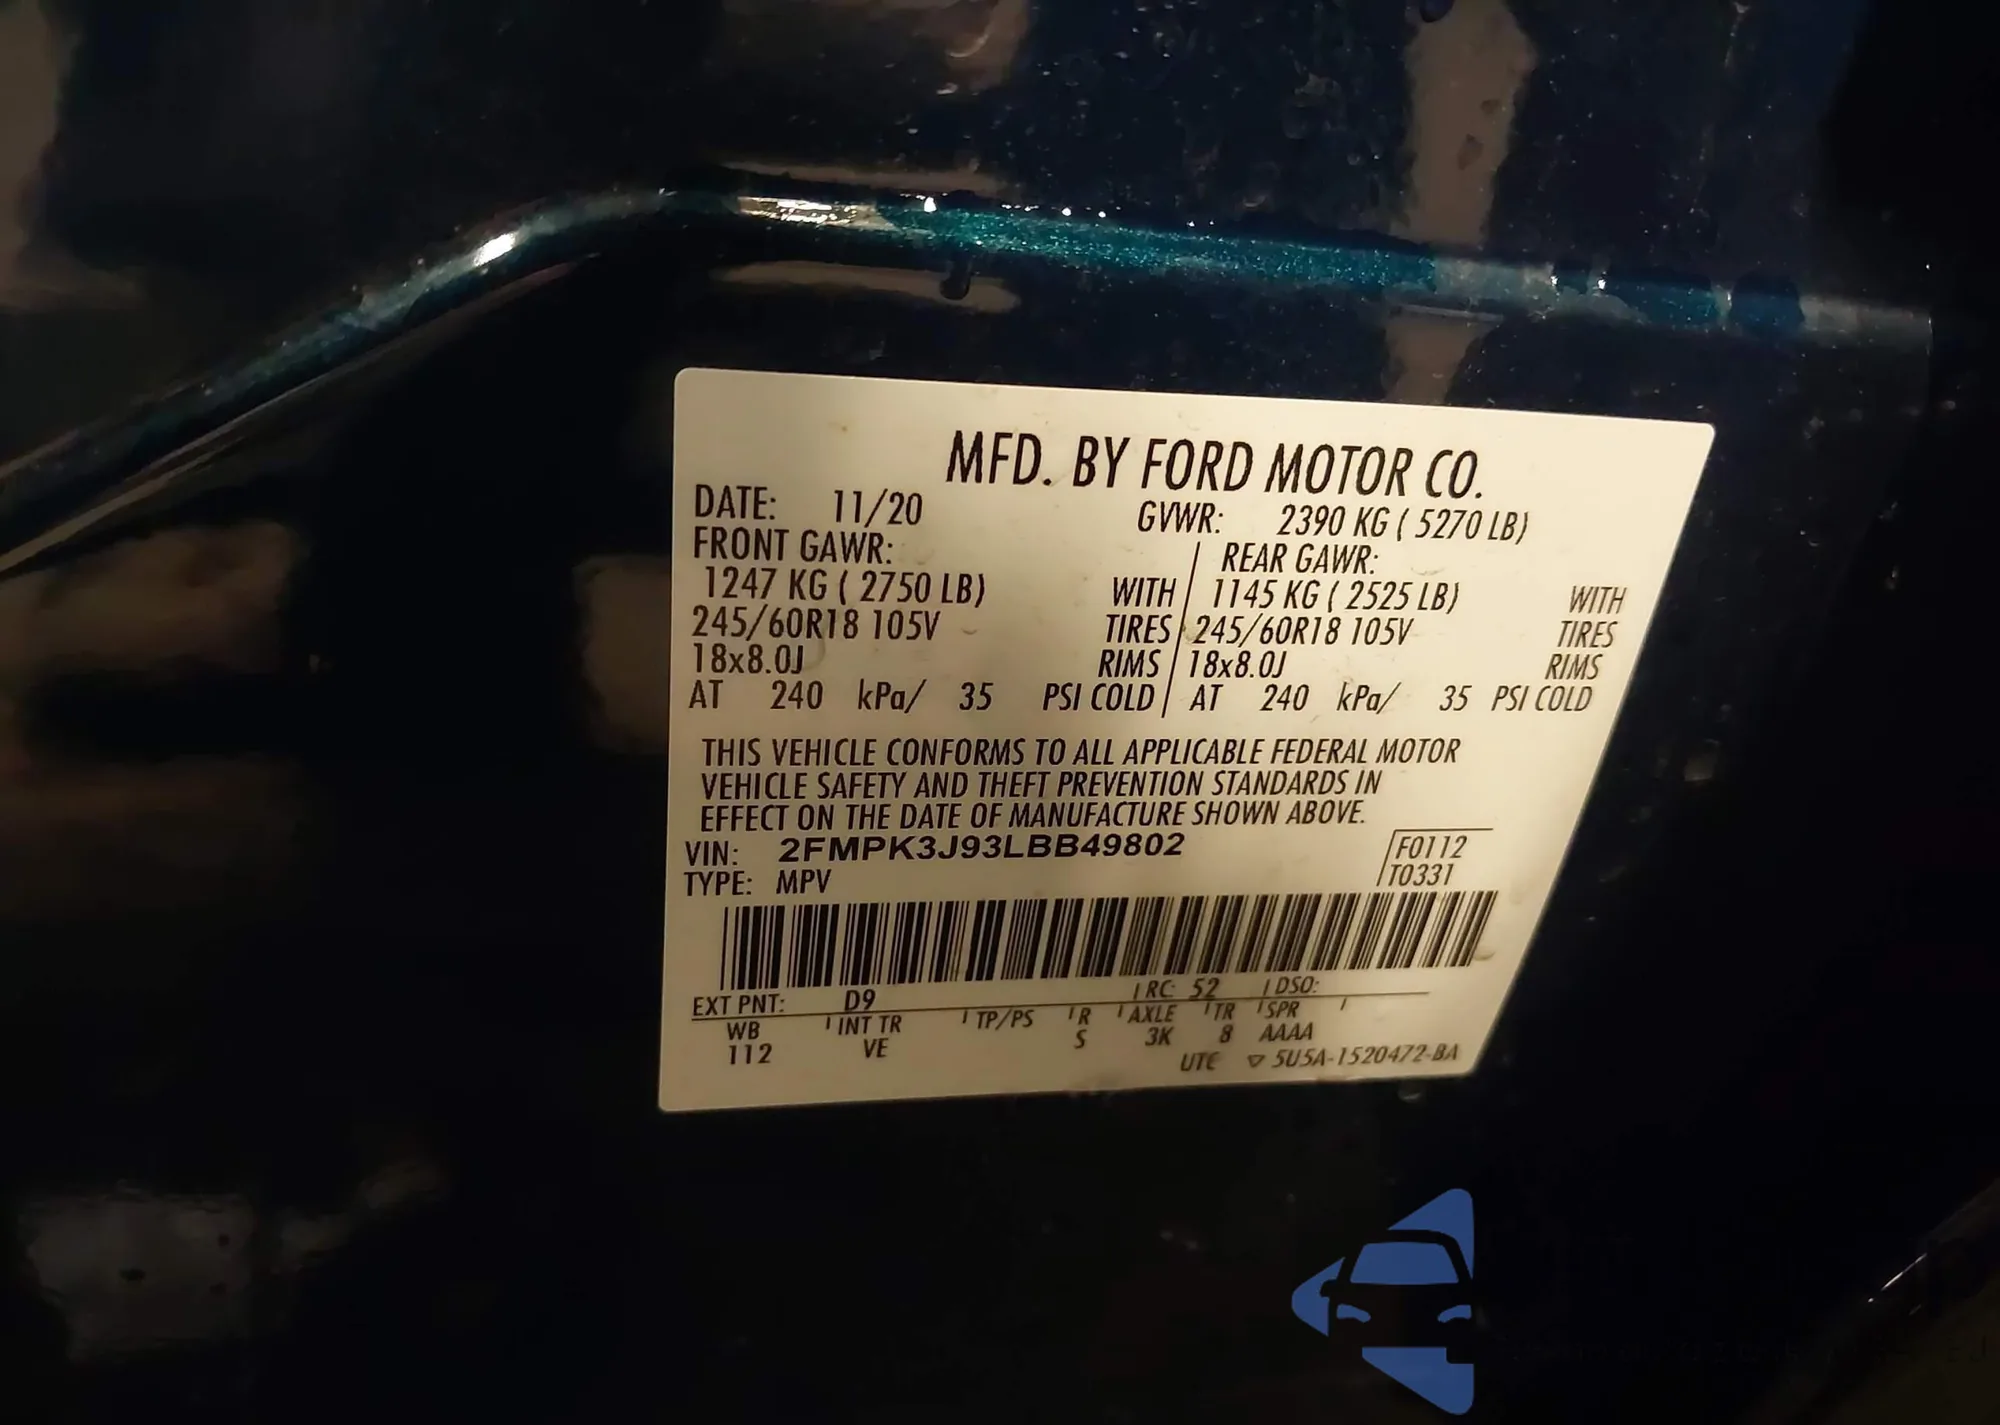 MFD. BY FORD MOTOR CO.
DATE: 11/20 GVWR: 2390 KG ( 5270 LB)
FRONT GAWR: REAR GAWR:
1247 KG ( 2750 LB) WITH 1145 KG ( 2525 LB) WITH
245/60R18 105V TIRES 245/60R18 105V TIRES
18x8.0J RIMS 18x8.0J RIMS
AT 240 kPa/ 35 PSI COLD AT 240 kPa/ 35 PSI COLD
THIS VEHICLE CONFORMS TO ALL APPLICABLE FEDERAL MOTOR
VEHICLE SAFETY AND THEFT PREVENTION STANDARDS IN
EFFECT ON THE DATE OF MANUFACTURE SHOWN ABOVE.
VIN: 2FMPK3J93LBB49802 F0112
TYPE: MPV T0331
EXT PNT: D9 RC: 52 DSO:
WB INT TR TP/PS R AXLE TR SPR
112 VE S 3K 8 AAAA
UTC ▽ 5U5A-1520472-BA